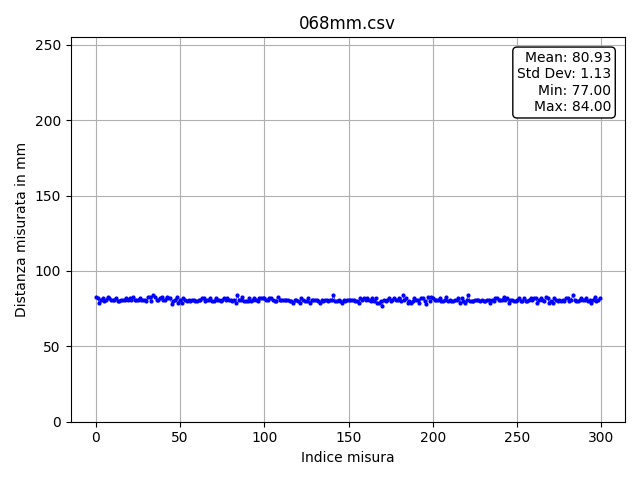 068mm.csv
Mean: 80.93
Std Dev: 1.13
Min: 77.00
Max: 84.00
Distanza misurata in mm
250
200
150
100
50
0
0 50 100 150 200 250 300
Indice misura